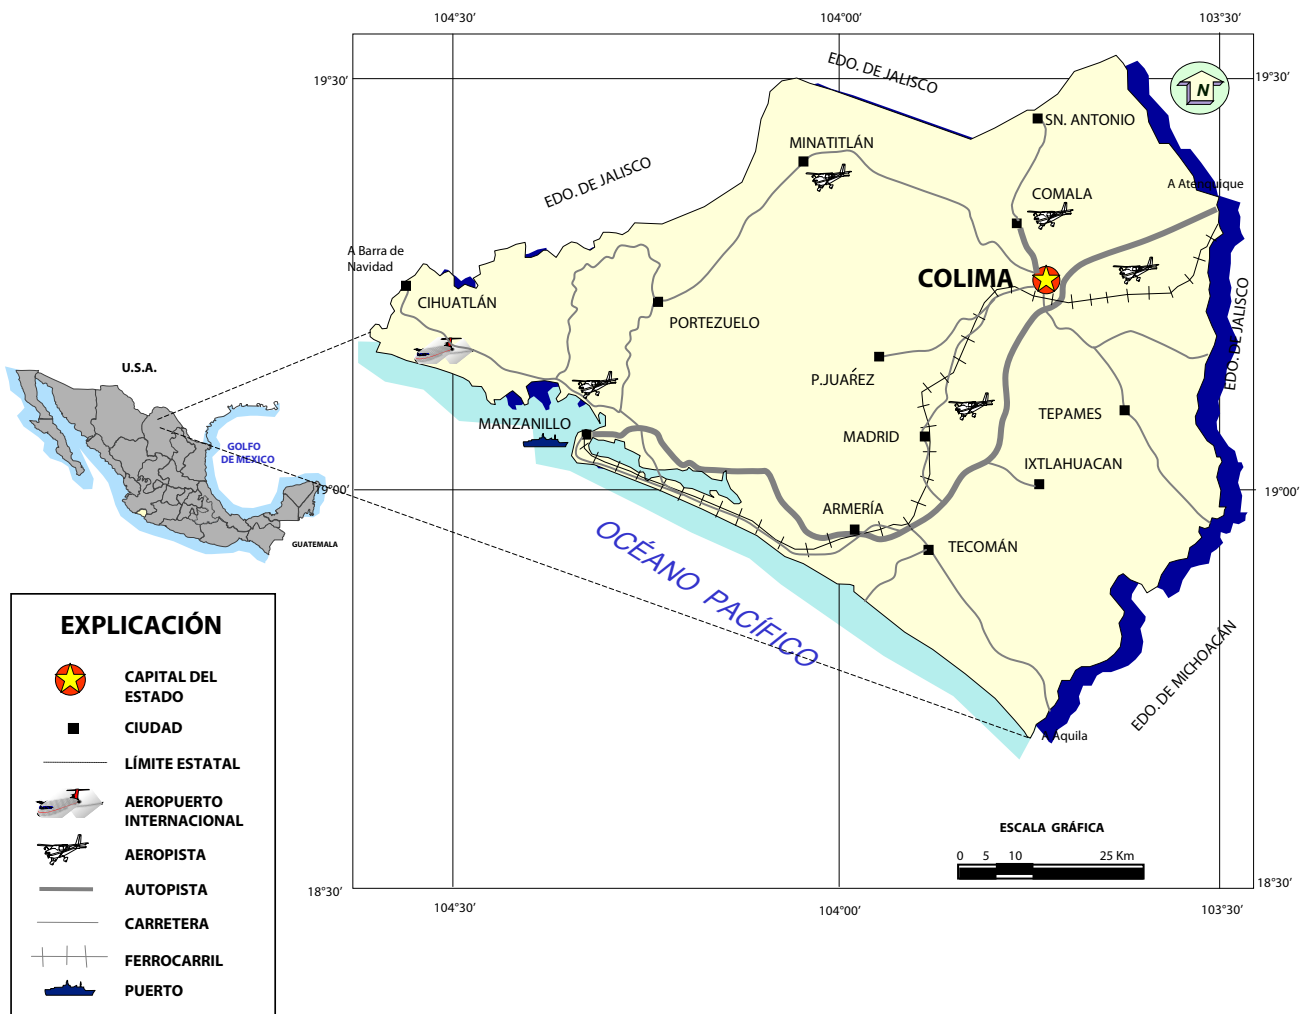 104°30'
104°00'
103°30'
19°30'
19°30'
EDO. DE JALISCO
N
SN. ANTONIO
MINATITLÁN
EDO. DE JALISCO
A Atenquique
COMALA
A Barra de
Navidad
COLIMA
CIHUATLÁN
PORTEZUELO
EDO. DE JALISCO
U.S.A.
P.JUAŔEZ
MANZANILLO
MADRID
TEPAMES
GOLFO
DE MEXICO
IXTLAHUACAN
19°00'
19°00'
ARMERÍA
TECOMÁN
GUATEMALA
OCÉANO PACÍFICO
EDO. DE MICHOACÁN
A Aquila
EXPLICACIÓN
CAPITAL DEL
ESTADO
CIUDAD
LÍMITE ESTATAL
AEROPUERTO
INTERNACIONAL
AEROPISTA
AUTOPISTA
CARRETERA
FERROCARRIL
PUERTO
ESCALA GRÁFICA
0 5 10 25 Km
18°30'
18°30'
104°30'
104°00'
103°30'